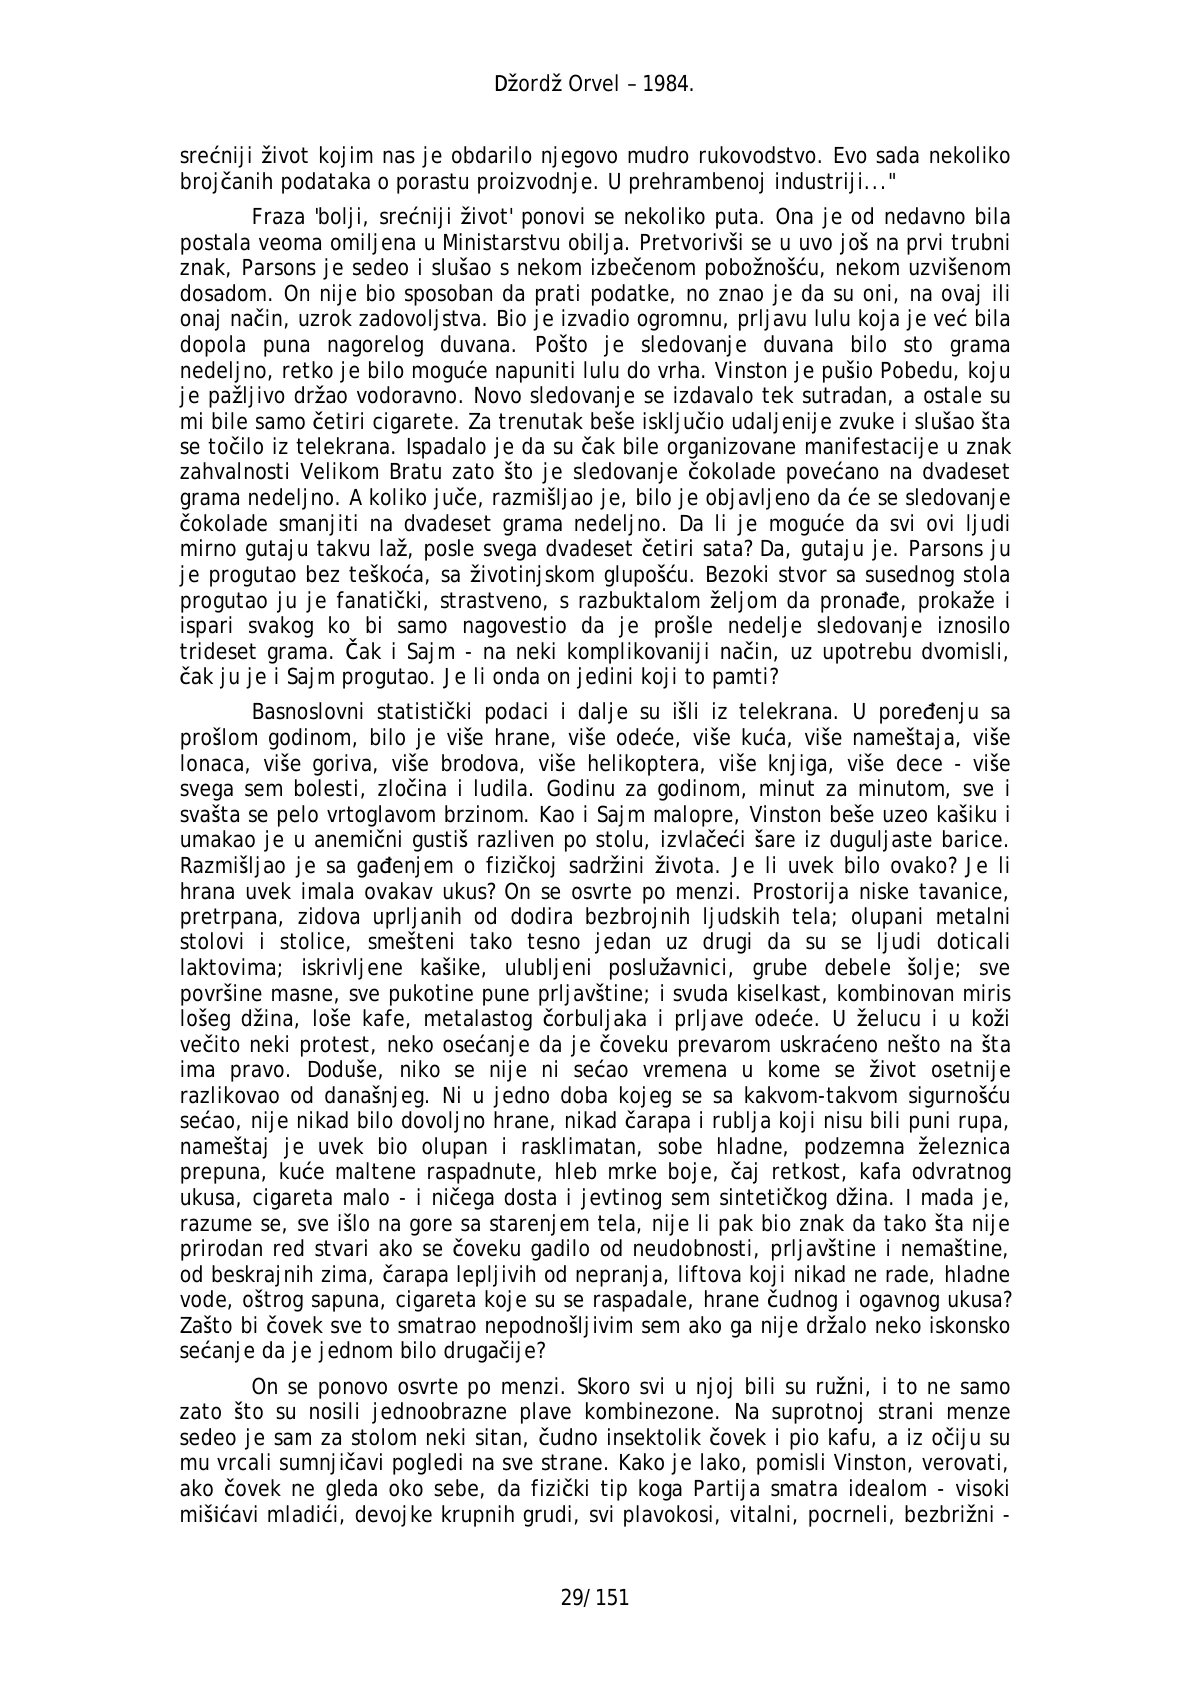 Džordž Orvel – 1984.
srećniji život kojim nas je obdarilo njegovo mudro rukovodstvo. Evo sada nekoliko
brojčanih podataka o porastu proizvodnje. U prehrambenoj industriji..."
Fraza 'bolji, srećniji život' ponovi se nekoliko puta. Ona je od nedavno bila
postala veoma omiljena u Ministarstvu obilja. Pretvorivši se u uvo još na prvi trubni
znak, Parsons je sedeo i slušao s nekom izbečenom pobožnošću, nekom uzvišenom
dosadom. On nije bio sposoban da prati podatke, no znao je da su oni, na ovaj ili
onaj način, uzrok zadovoljstva. Bio je izvadio ogromnu, prljavu lulu koja je već bila
dopola puna nagorelog duvana. Pošto je sledovanje duvana bilo sto grama
nedeljno, retko je bilo moguće napuniti lulu do vrha. Vinston je pušio Pobedu, koju
je pažljivo držao vodoravno. Novo sledovanje se izdavalo tek sutradan, a ostale su
mi bile samo četiri cigarete. Za trenutak beše isključio udaljenije zvuke i slušao šta
se točilo iz telekrana. Ispadalo je da su čak bile organizovane manifestacije u znak
zahvalnosti Velikom Bratu zato što je sledovanje čokolade povećano na dvadeset
grama nedeljno. A koliko juče, razmišljao je, bilo je objavljeno da će se sledovanje
čokolade smanjiti na dvadeset grama nedeljno. Da li je moguće da svi ovi ljudi
mirno gutaju takvu laž, posle svega dvadeset četiri sata? Da, gutaju je. Parsons ju
je progutao bez teškoća, sa životinjskom glupošću. Bezoki stvor sa susednog stola
progutao ju je fanatički, strastveno, s razbuktalom željom da pronađe, prokaže i
ispari svakog ko bi samo nagovestio da je prošle nedelje sledovanje iznosilo
trideset grama. Čak i Sajm - na neki komplikovaniji način, uz upotrebu dvomisli,
čak ju je i Sajm progutao. Je li onda on jedini koji to pamti?
Basnoslovni statistički podaci i dalje su išli iz telekrana. U poređenju sa
prošlom godinom, bilo je više hrane, više odeće, više kuća, više nameštaja, više
lonaca, više goriva, više brodova, više helikoptera, više knjiga, više dece - više
svega sem bolesti, zločina i ludila. Godinu za godinom, minut za minutom, sve i
svašta se pelo vrtoglavom brzinom. Kao i Sajm malopre, Vinston beše uzeo kašiku i
umakao je u anemični gustiš razliven po stolu, izvlačeći šare iz duguljaste barice.
Razmišljao je sa gađenjem o fizičkoj sadržini života. Je li uvek bilo ovako? Je li
hrana uvek imala ovakav ukus? On se osvrte po menzi. Prostorija niske tavanice,
pretrpana, zidova uprljanih od dodira bezbrojnih ljudskih tela; olupani metalni
stolovi i stolice, smešteni tako tesno jedan uz drugi da su se ljudi doticali
laktovima; iskrivljene kašike, ulubljeni poslužavnici, grube debele šolje; sve
površine masne, sve pukotine pune prljavštine; i svuda kiselkast, kombinovan miris
lošeg džina, loše kafe, metalastog čorbuljaka i prljave odeće. U želucu i u koži
večito neki protest, neko osećanje da je čoveku prevarom uskraćeno nešto na šta
ima pravo. Doduše, niko se nije ni sećao vremena u kome se život osetnije
razlikovao od današnjeg. Ni u jedno doba kojeg se sa kakvom-takvom sigurnošću
sećao, nije nikad bilo dovoljno hrane, nikad čarapa i rublja koji nisu bili puni rupa,
nameštaj je uvek bio olupan i rasklimatan, sobe hladne, podzemna železnica
prepuna, kuće maltene raspadnute, hleb mrke boje, čaj retkost, kafa odvratnog
ukusa, cigareta malo - i ničega dosta i jevtinog sem sintetičkog džina. I mada je,
razume se, sve išlo na gore sa starenjem tela, nije li pak bio znak da tako šta nije
prirodan red stvari ako se čoveku gadilo od neudobnosti, prljavštine i nemaštine,
od beskrajnih zima, čarapa lepljivih od nepranja, liftova koji nikad ne rade, hladne
vode, oštrog sapuna, cigareta koje su se raspadale, hrane čudnog i ogavnog ukusa?
Zašto bi čovek sve to smatrao nepodnošljivim sem ako ga nije držalo neko iskonsko
sećanje da je jednom bilo drugačije?
On se ponovo osvrte po menzi. Skoro svi u njoj bili su ružni, i to ne samo
zato što su nosili jednoobrazne plave kombinezone. Na suprotnoj strani menze
sedeo je sam za stolom neki sitan, čudno insektolik čovek i pio kafu, a iz očiju su
mu vrcali sumnjičavi pogledi na sve strane. Kako je lako, pomisli Vinston, verovati,
ako čovek ne gleda oko sebe, da fizički tip koga Partija smatra idealom - visoki
mišićavi mladići, devojke krupnih grudi, svi plavokosi, vitalni, pocrneli, bezbrižni -
29/151